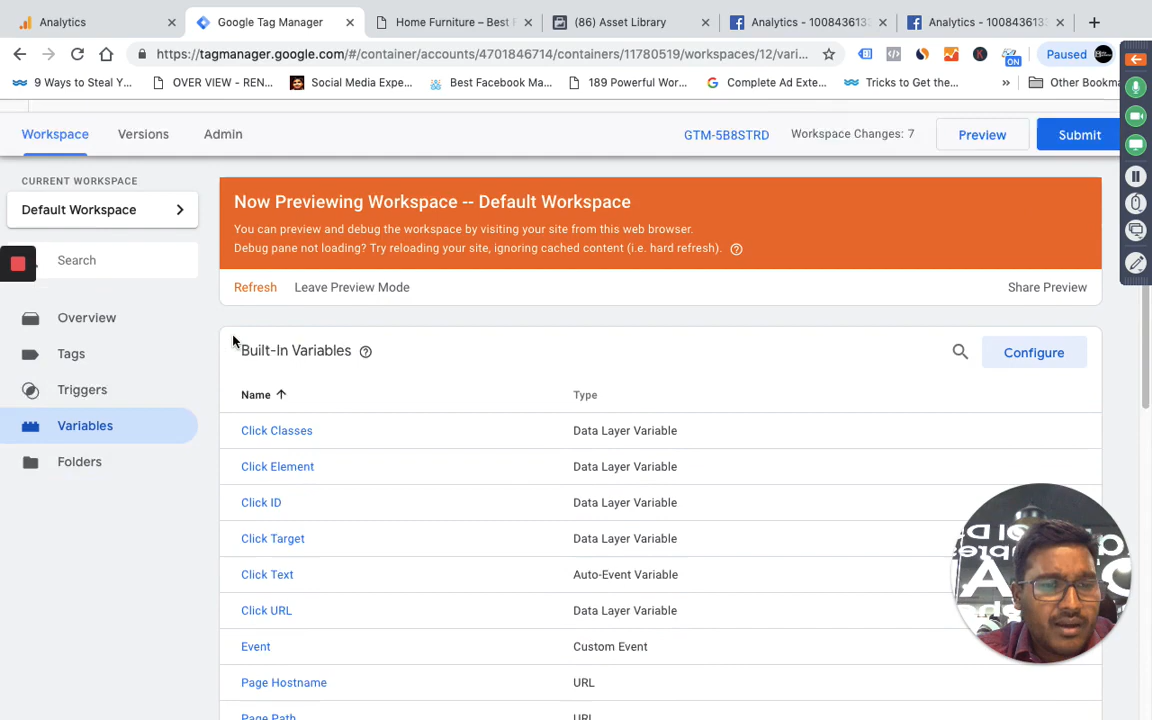 Analytics
Google Tag Manager
Home Furniture – Best F
(86) Asset Library
Analytics - 100843613
Analytics - 100843613
https://tagmanager.google.com/#/container/accounts/4701846714/containers/11780519/workspaces/12/vari...
ON
Paused
9 Ways to Steal Y...
OVER VIEW - REN...
Social Media Expe...
Best Facebook Ma...
189 Powerful Wor...
Complete Ad Exte...
Tricks to Get the...
»
Other Bookma
Workspace
Versions
Admin
GTM-5B8STRD
Workspace Changes: 7
Preview
Submit
CURRENT WORKSPACE
Default Workspace
Search
Overview
Tags
Triggers
Variables
Folders
Now Previewing Workspace -- Default Workspace
You can preview and debug the workspace by visiting your site from this web browser.
Debug pane not loading? Try reloading your site, ignoring cached content (i.e. hard refresh).
Refresh
Leave Preview Mode
Share Preview
Built-In Variables
Configure
Name
Type
Click Classes
Data Layer Variable
Click Element
Data Layer Variable
Click ID
Data Layer Variable
Click Target
Data Layer Variable
Click Text
Auto-Event Variable
Click URL
Data Layer Variable
Event
Custom Event
Page Hostname
URL
Page Path
URL